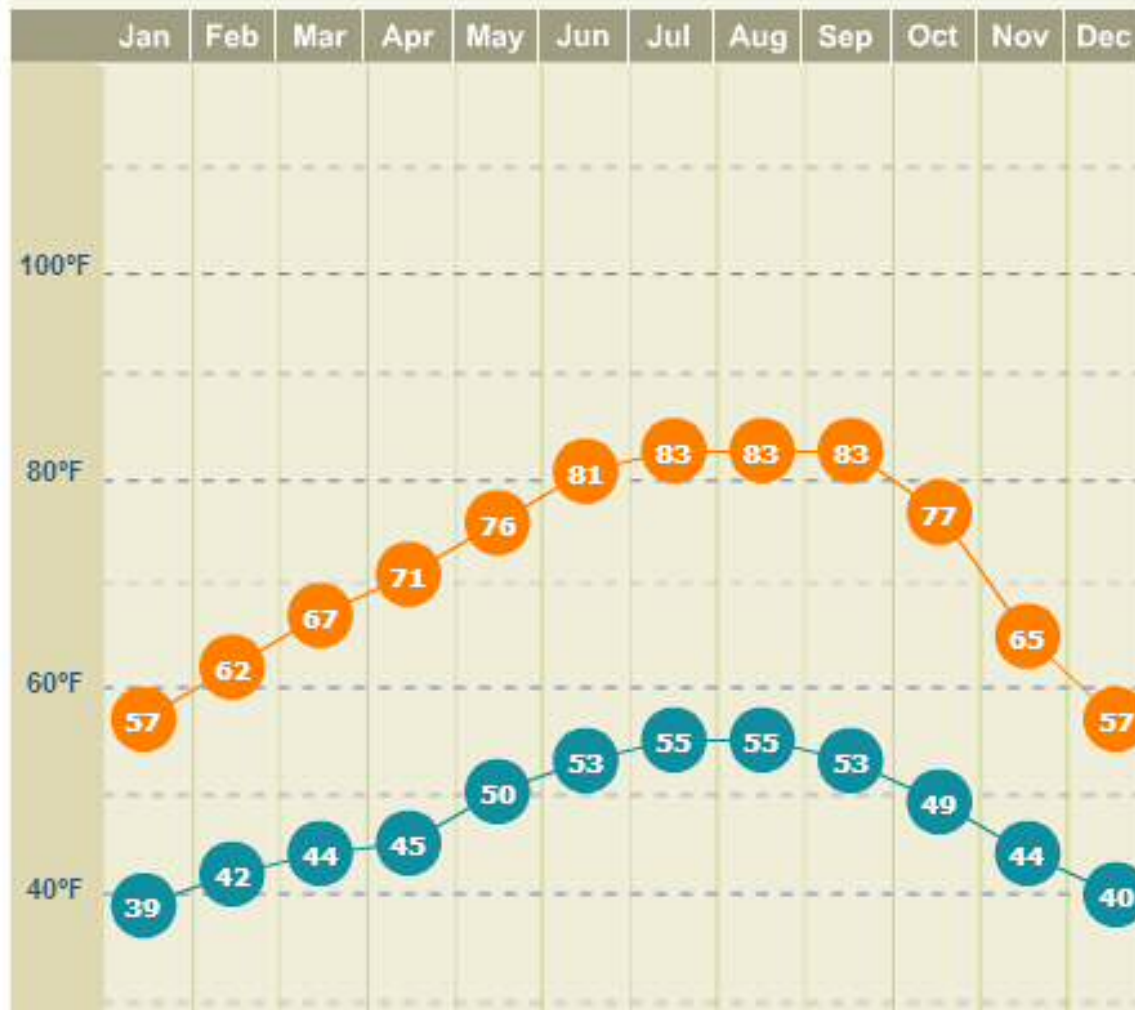 Jan Feb Mar Apr May Jun Jul Aug Sep Oct Nov Dec
100°F
80°F
60°F
40°F
57 62 67 71 76 81 83 83 83 77 65 57
39 42 44 45 50 53 55 55 53 49 44 40